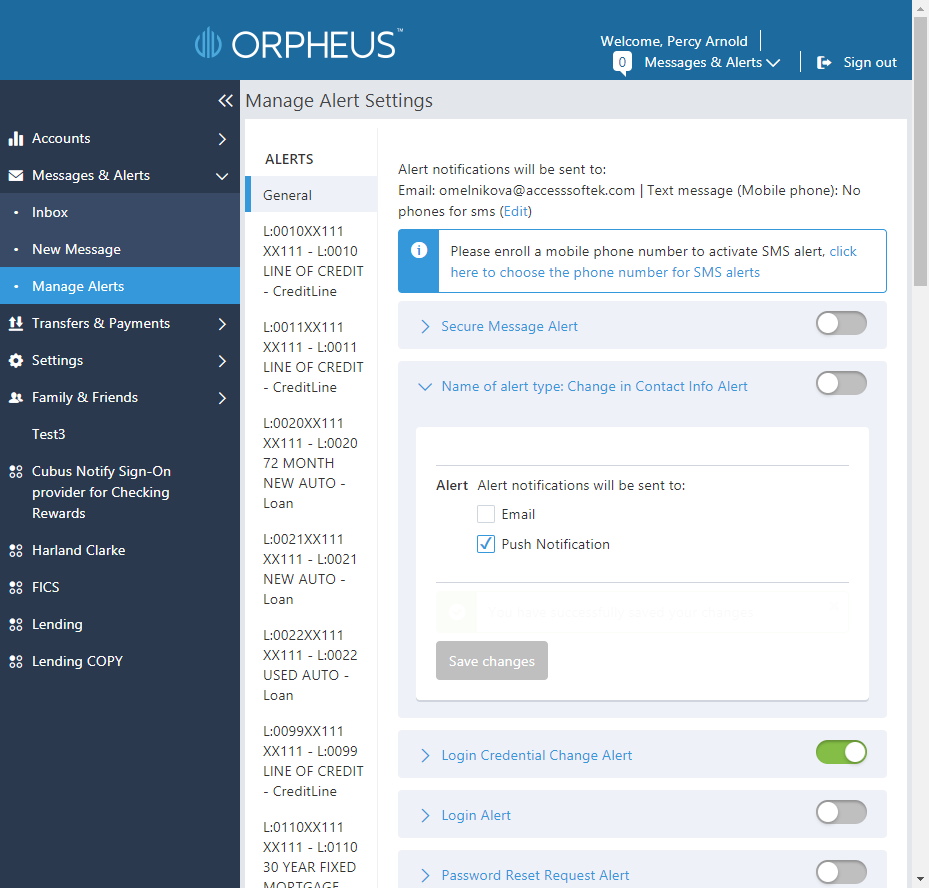 ORPHEUS™
Welcome, Percy Arnold
0 Messages & Alerts
Sign out
Manage Alert Settings
Accounts
Messages & Alerts
Inbox
New Message
Manage Alerts
Transfers & Payments
Settings
Family & Friends
Test3
Cubus Notify Sign-On
provider for Checking
Rewards
Harland Clarke
FICS
Lending
Lending COPY
ALERTS
General
L:0010XX111
XX111 - L:0010
LINE OF CREDIT
- CreditLine
L:0011XX111
XX111 - L:0011
LINE OF CREDIT
- CreditLine
L:0020XX111
XX111 - L:0020
72 MONTH
NEW AUTO -
Loan
L:0021XX111
XX111 - L:0021
NEW AUTO -
Loan
L:0022XX111
XX111 - L:0022
USED AUTO -
Loan
L:0099XX111
XX111 - L:0099
LINE OF CREDIT
- CreditLine
L:0110XX111
XX111 - L:0110
30 YEAR FIXED
MORTGAGE
Alert notifications will be sent to:
Email: omelnikova@accesssoftek.com | Text message (Mobile phone): No
phones for sms (Edit)
Please enroll a mobile phone number to activate SMS alert, click
here to choose the phone number for SMS alerts
Secure Message Alert
Name of alert type: Change in Contact Info Alert
Alert Alert notifications will be sent to:
Email
Push Notification
You have successfully saved your changes
Save changes
Login Credential Change Alert
Login Alert
Password Reset Request Alert